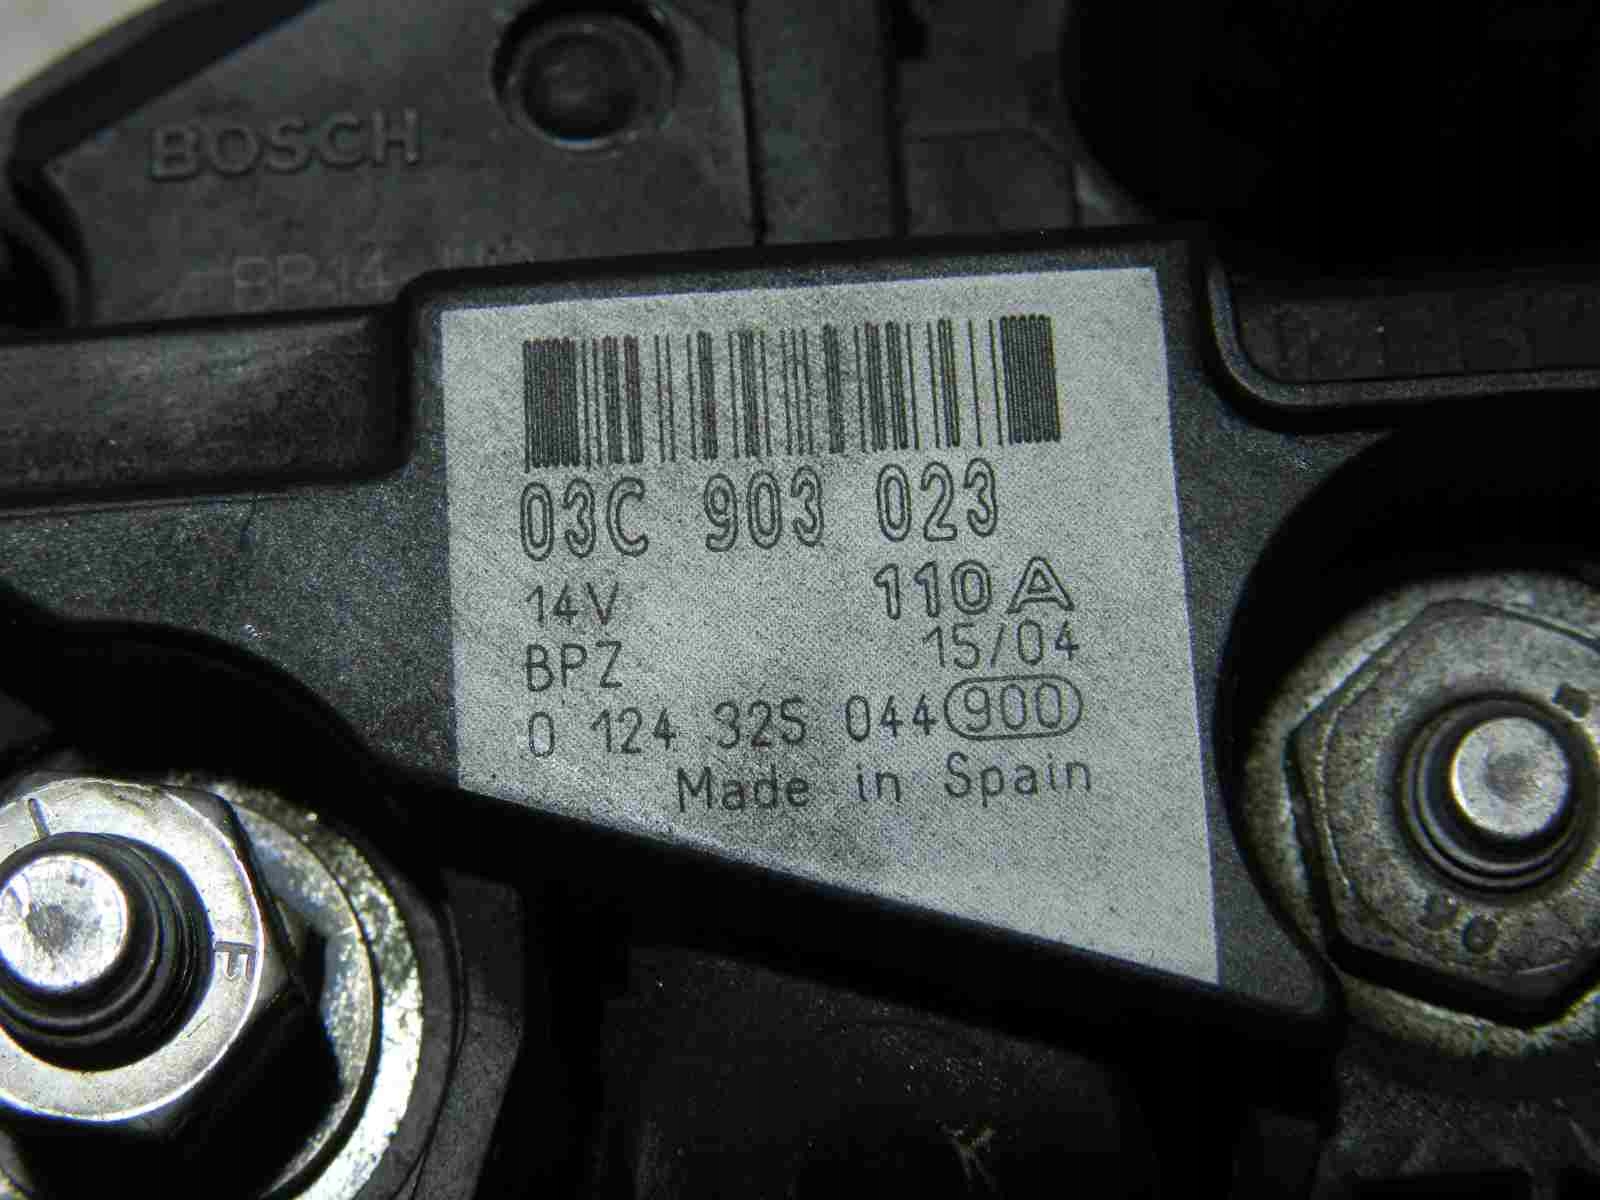 BOSCH
03C 903 023
14V 110A
BPZ 15/04
0 124 325 044 900
Made in Spain